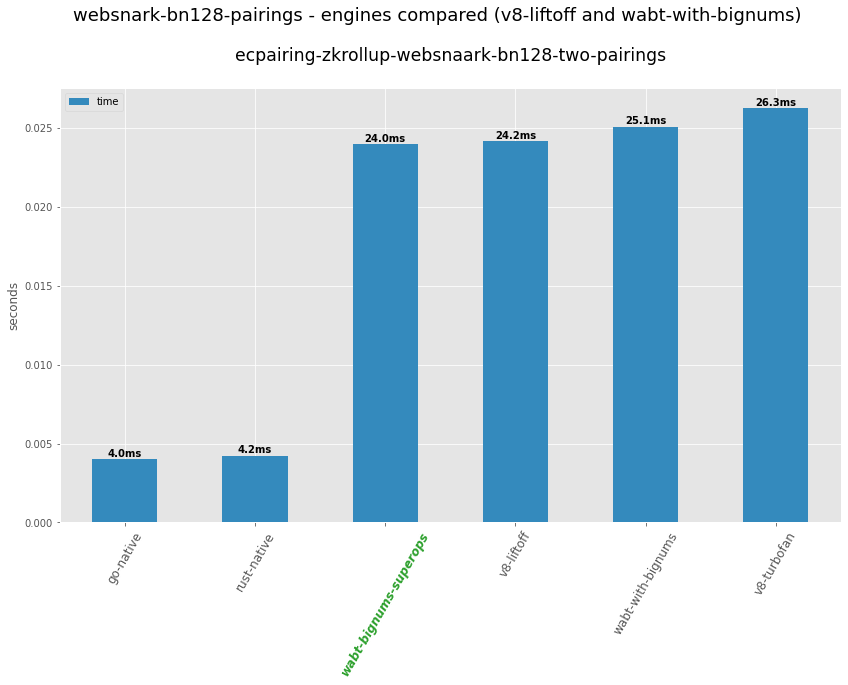 websnark-bn128-pairings - engines compared (v8-liftoff and wabt-with-bignums)
ecpairing-zkrollup-websnaark-bn128-two-pairings
time
seconds
0.025
0.020
0.015
0.010
0.005
0.000
4.0ms
4.2ms
24.0ms
24.2ms
25.1ms
26.3ms
go-native
rust-native
wabt-bignums-superops
v8-liftoff
wabt-with-bignums
v8-turbofan